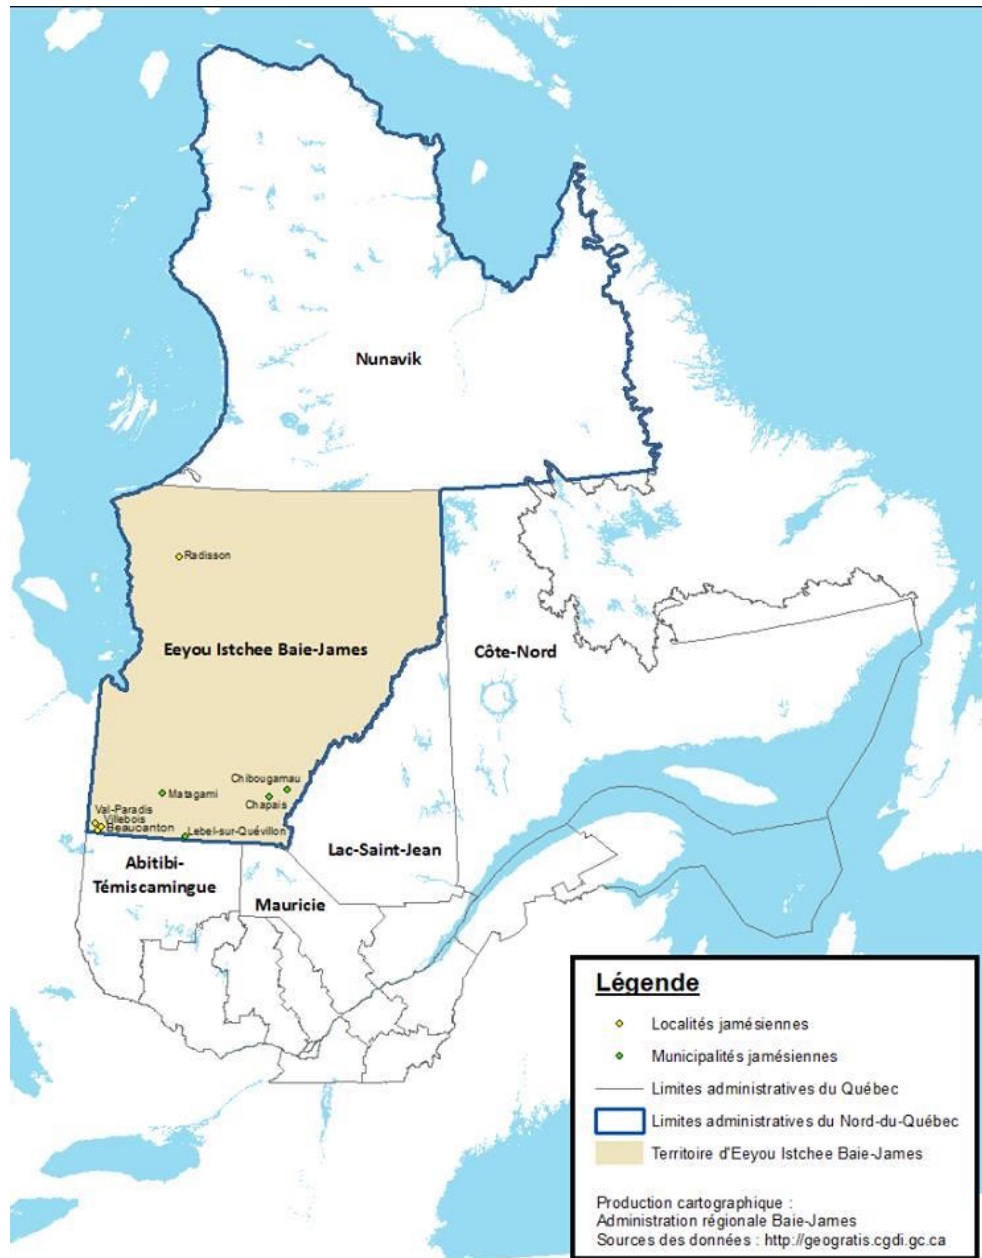 Nunavik
Radisson
Eeyou Istchee Baie-James
Côte-Nord
Chibougamau
Matagami
Chapais
Val-Paradis
Villebois
Beaucanton
Lebel-sur-Quévillon
Lac-Saint-Jean
Abitibi-
Témiscamingue
Mauricie
Légende
Localités jamésiennes
Municipalités jamésiennes
Limites administratives du Québec
Limites administratives du Nord-du-Québec
Territoire d'Eeyou Istchee Baie-James
Production cartographique :
Administration régionale Baie-James
Sources des données : http://geogratis.cgdi.gc.ca